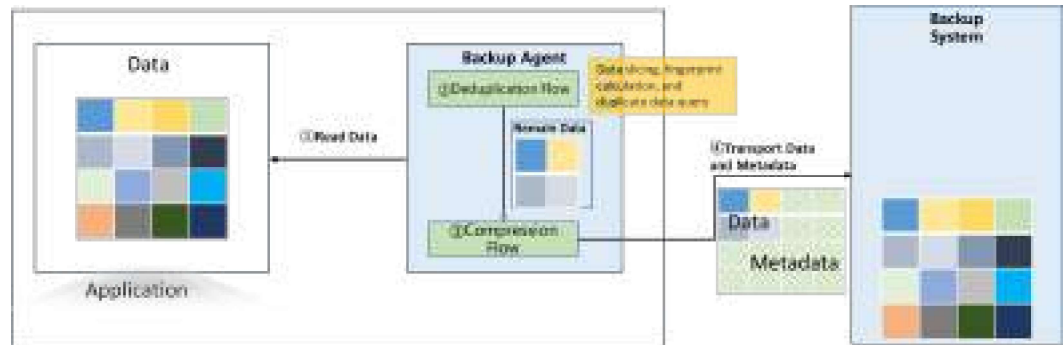 Data
Application
①Read Data
Backup Agent
②Deduplication Flow
Data slicing, fingerprint
calculation, and
duplicate data query
Remain Data
③Compression
Flow
④Transport Data
and Metadata
Data
Metadata
Backup
System